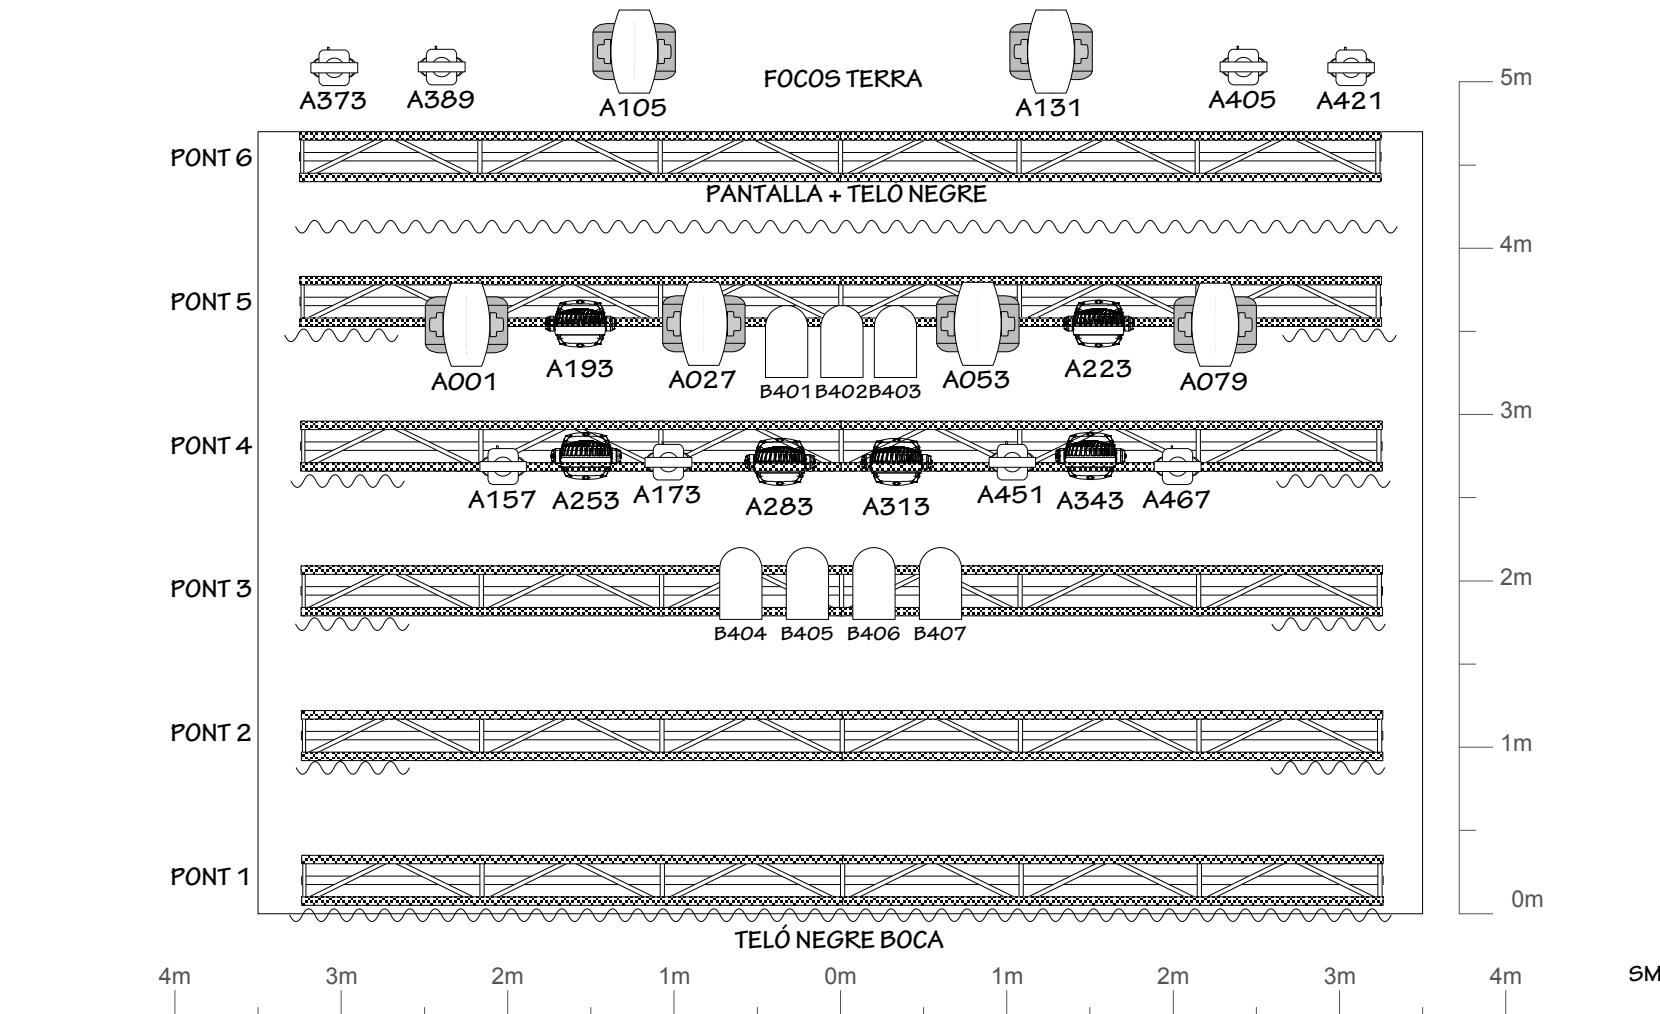 FOCOS TERRA
5m
A373 A389 A105 A131 A405 A421
PONT 6
PANTALLA + TELÓ NEGRE
4m
PONT 5
A001 A193 A027 B401 B402 B403 A053 A223 A079
3m
PONT 4
A157 A253 A173 A283 A313 A451 A343 A467
2m
PONT 3
B404 B405 B406 B407
PONT 2
1m
PONT 1
0m
TELÓ NEGRE BOCA
4m 3m 2m 1m 0m 1m 2m 3m 4m
SM